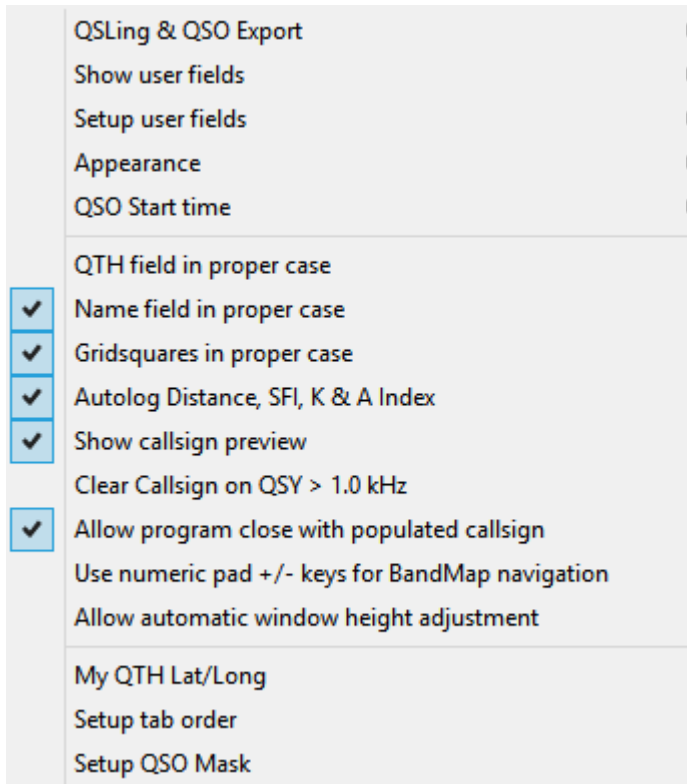 QSLing & QSO Export
Show user fields
Setup user fields
Appearance
QSO Start time
QTH field in proper case
Name field in proper case
Gridsquares in proper case
Autolog Distance, SFI, K & A Index
Show callsign preview
Clear Callsign on QSY > 1.0 kHz
Allow program close with populated callsign
Use numeric pad +/- keys for BandMap navigation
Allow automatic window height adjustment
My QTH Lat/Long
Setup tab order
Setup QSO Mask